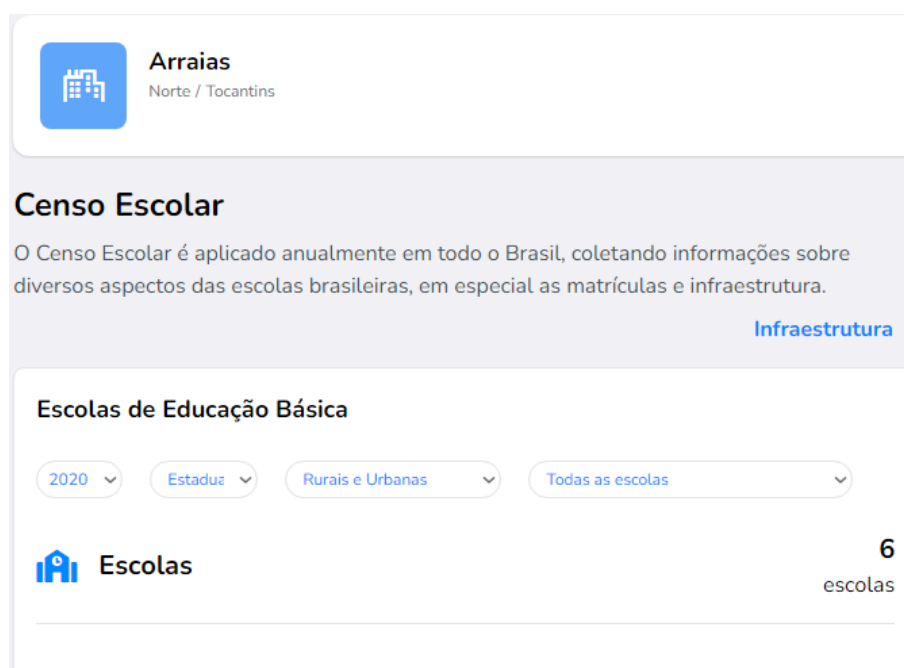 Arraias
Norte / Tocantins
Censo Escolar
O Censo Escolar é aplicado anualmente em todo o Brasil, coletando informações sobre
diversos aspectos das escolas brasileiras, em especial as matrículas e infraestrutura.
Infraestrutura
Escolas de Educação Básica
2020 Estadua Rurais e Urbanas Todas as escolas
Escolas 6
escolas